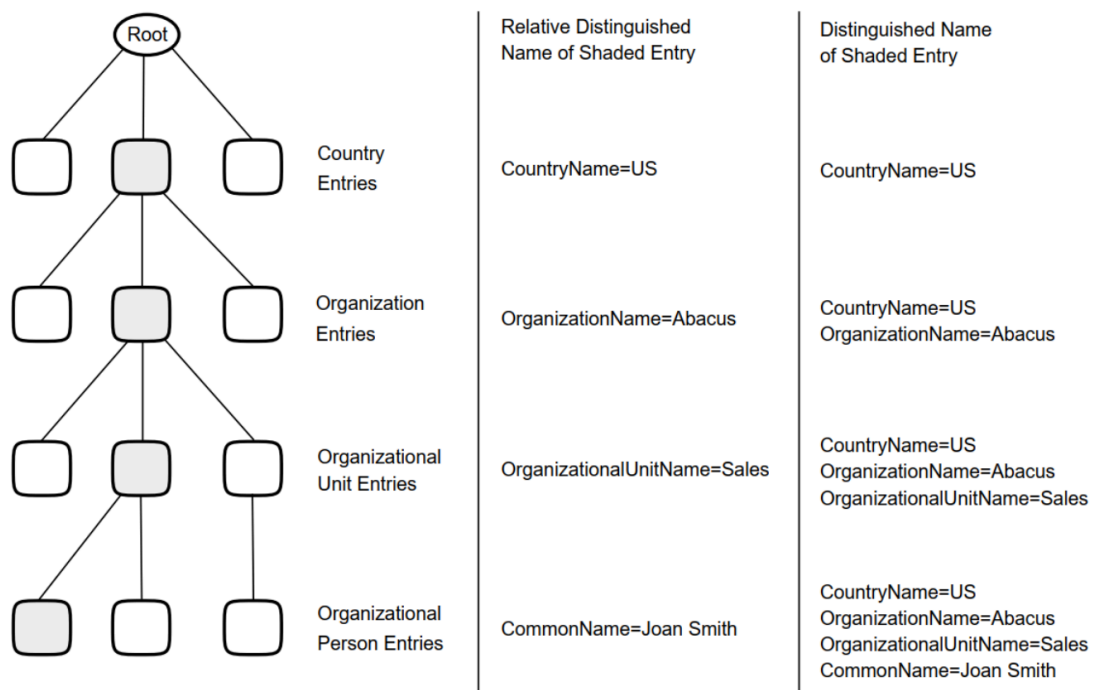 Root
Relative Distinguished
Name of Shaded Entry
Distinguished Name
of Shaded Entry
Country
Entries
CountryName=US
CountryName=US
Organization
Entries
OrganizationName=Abacus
CountryName=US
OrganizationName=Abacus
Organizational
Unit Entries
OrganizationalUnitName=Sales
CountryName=US
OrganizationName=Abacus
OrganizationalUnitName=Sales
Organizational
Person Entries
CommonName=Joan Smith
CountryName=US
OrganizationName=Abacus
OrganizationalUnitName=Sales
CommonName=Joan Smith